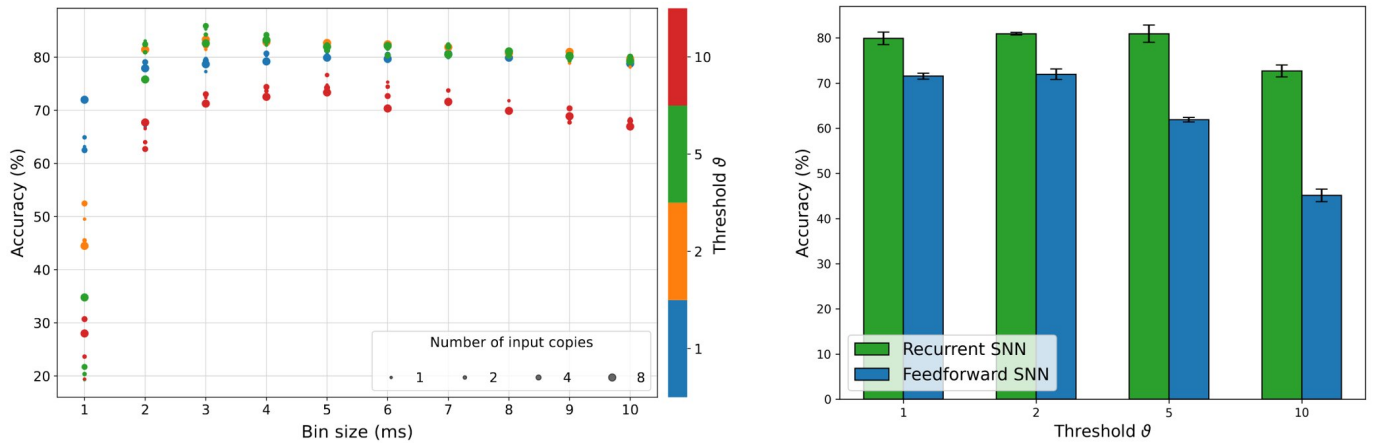 80
70
60
50
40
30
20
Accuracy (%)
1 2 3 4 5 6 7 8 9 10
Bin size (ms)
Number of input copies
1 2 4 8
10
5
2
1
Threshold ϑ
80
70
60
50
40
30
20
10
0
Accuracy (%)
Recurrent SNN
Feedforward SNN
1 2 5 10
Threshold ϑ